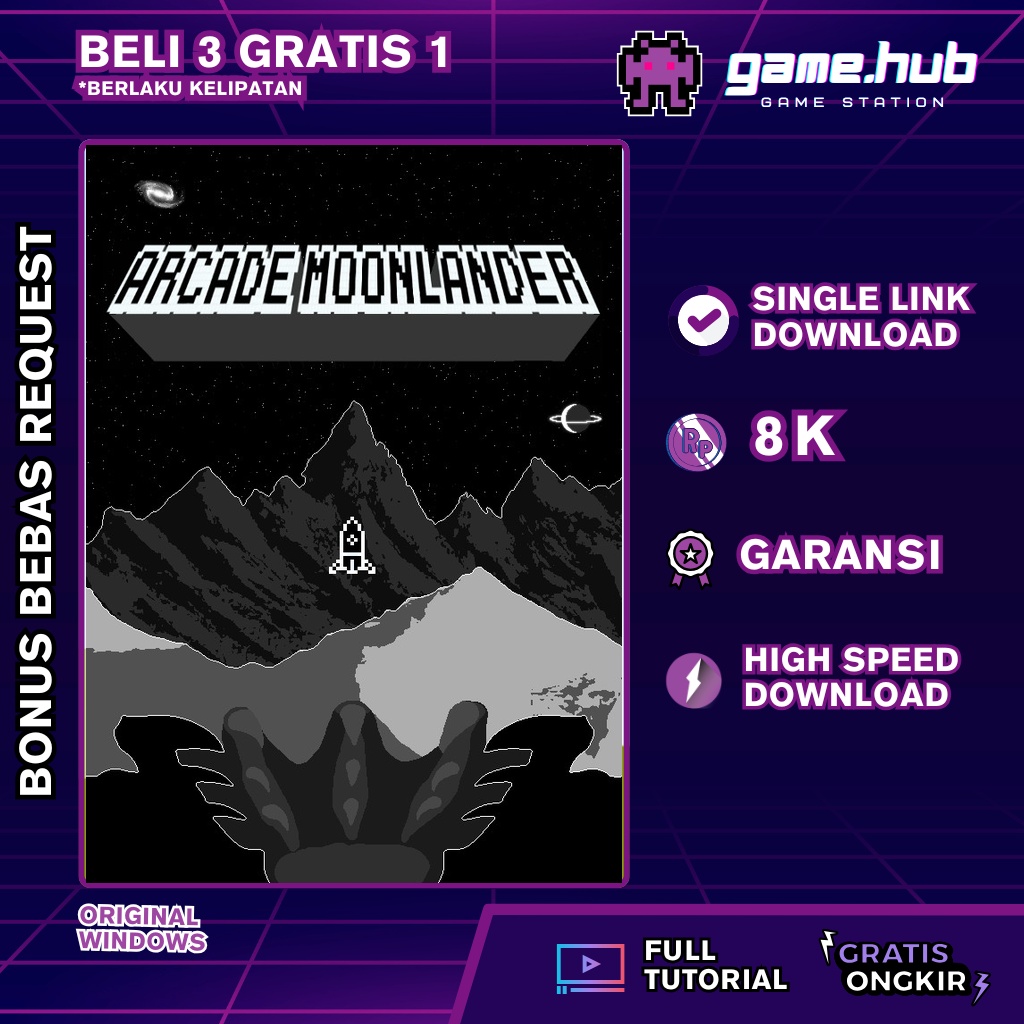 BELI 3 GRATIS 1
*BERLAKU KELIPATAN
game.hub
GAME STATION
BONUS BEBAS REQUEST
ARCADE MOONLANDER
SINGLE LINK
DOWNLOAD
Rp
8K
GARANSI
HIGH SPEED
DOWNLOAD
ORIGINAL
WINDOWS
FULL
TUTORIAL
GRATIS
ONGKIR